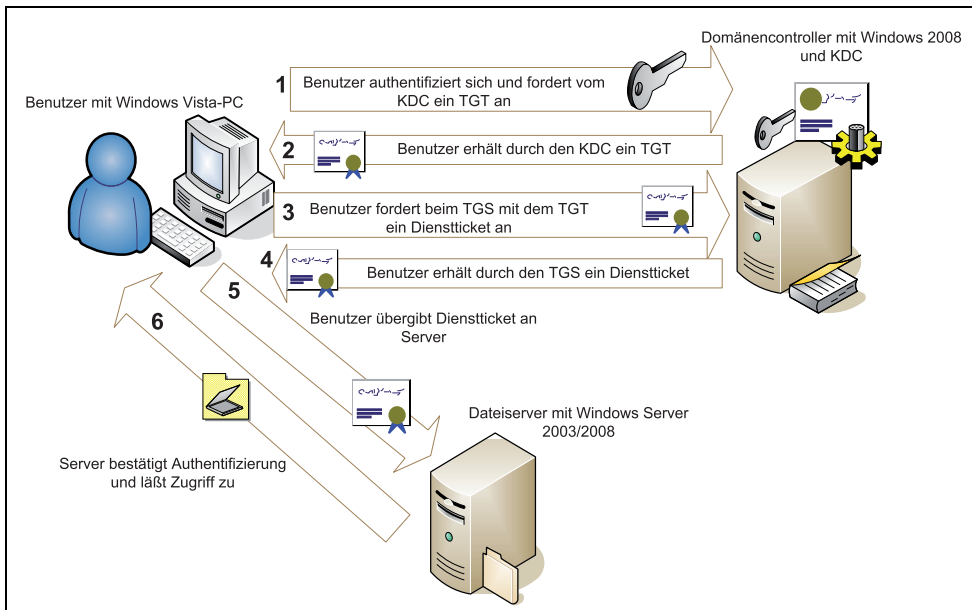 Domänencontroller mit Windows 2008
und KDC
Benutzer mit Windows Vista-PC
1
Benutzer authentifiziert sich und fordert vom
KDC ein TGT an
2
Benutzer erhält durch den KDC ein TGT
3
Benutzer fordert beim TGS mit dem TGT
ein Dienstticket an
4
Benutzer erhält durch den TGS ein Dienstticket
5
Benutzer übergibt Dienstticket an
Server
6
Dateiserver mit Windows Server
2003/2008
Server bestätigt Authentifizierung
und läßt Zugriff zu